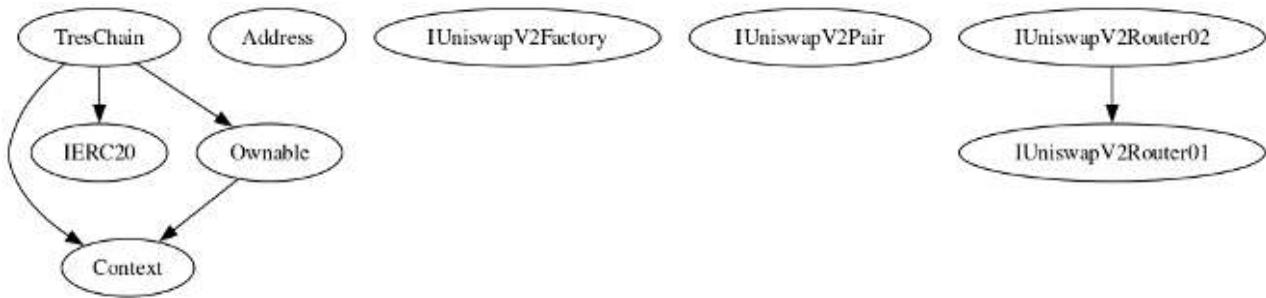 TresChain
Address
IUniswapV2Factory
IUniswapV2Pair
IUniswapV2Router02
IERC20
Ownable
IUniswapV2Router01
Context